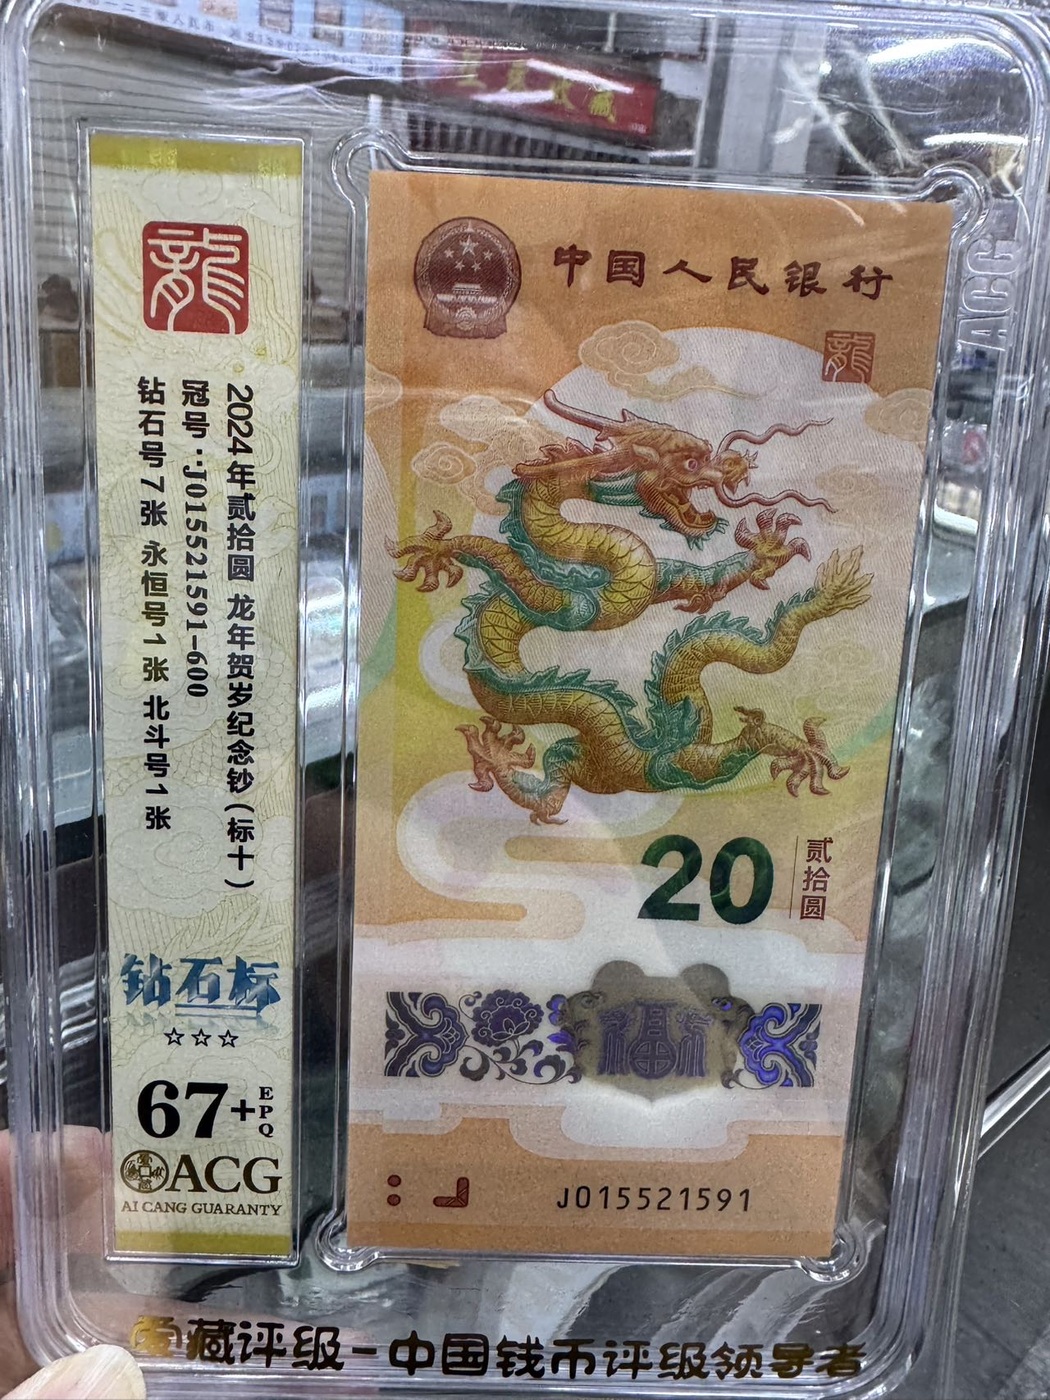 收藏
龍
2024年贰拾圆 龙年贺岁纪念钞(标十)
冠号:J015521591-600
钻石号7张 永恒号1张 北斗号1张
钻石标
☆☆☆
67+EPQ
ACG
AI CANG GUARANTY
中国人民银行
龍
20
贰拾圆
J015521591
ACG
爱藏评级-中国钱币评级领导者